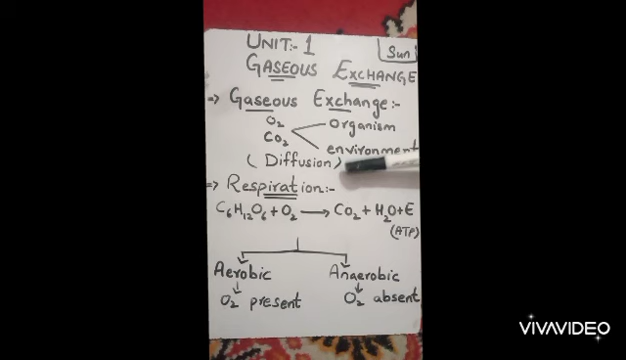 UNIT:- 1
Sun
GASEOUS EXCHANGE
=> Gaseous Exchange:-
O2 Organism
CO2 environment
(Diffusion)
=> Respiration:-
C6H12O6 + O2 → CO2 + H2O + E
(ATP)
Aerobic Anaerobic
O2 present O2 absent
VIVAVIDEO